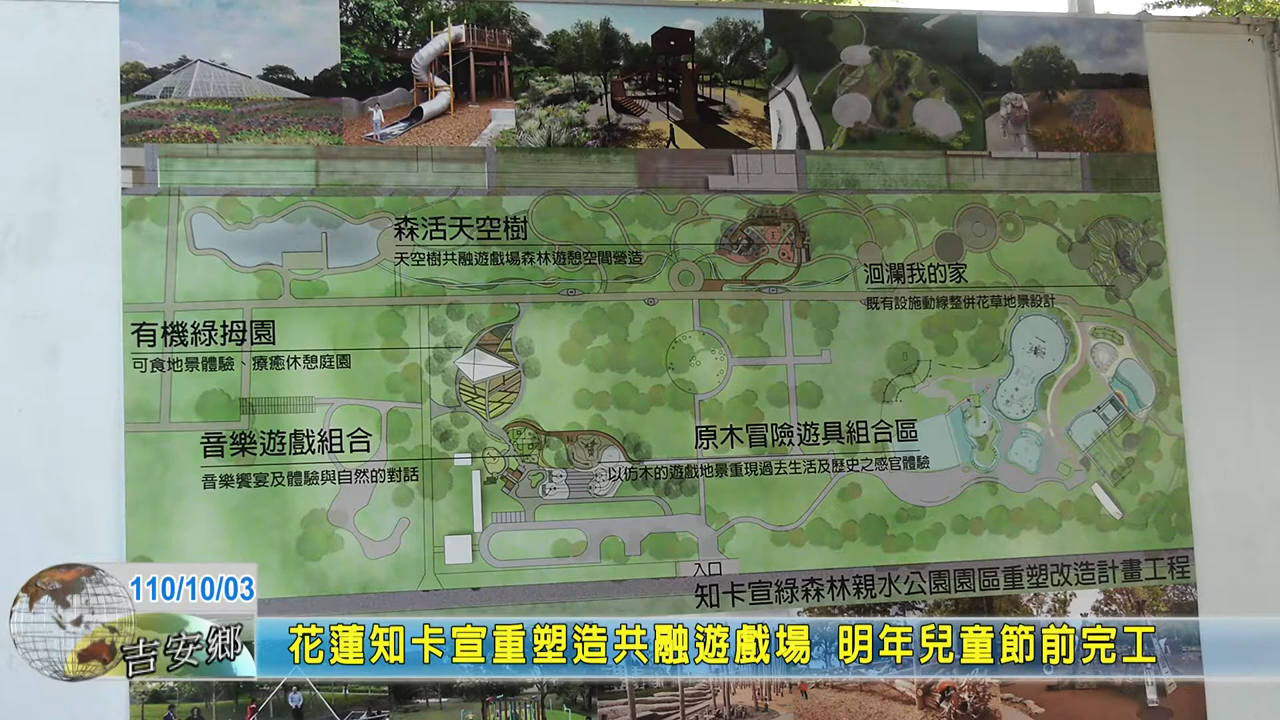 森活天空樹
天空樹共融遊戲場森林遊憩空間營造
洄瀾我的家
既有設施動線整併花草地景設計
有機綠拇園
可食地景體驗、療癒休憩庭園
音樂遊戲組合
音樂饗宴及體驗與自然的對話
原木冒險遊具組合區
以仿木的遊戲地景重現過去生活及歷史之感官體驗
入口
知卡宣綠森林親水公園園區重塑改造計畫工程
110/10/03
吉安鄉
花蓮知卡宣重塑造共融遊戲場 明年兒童節前完工